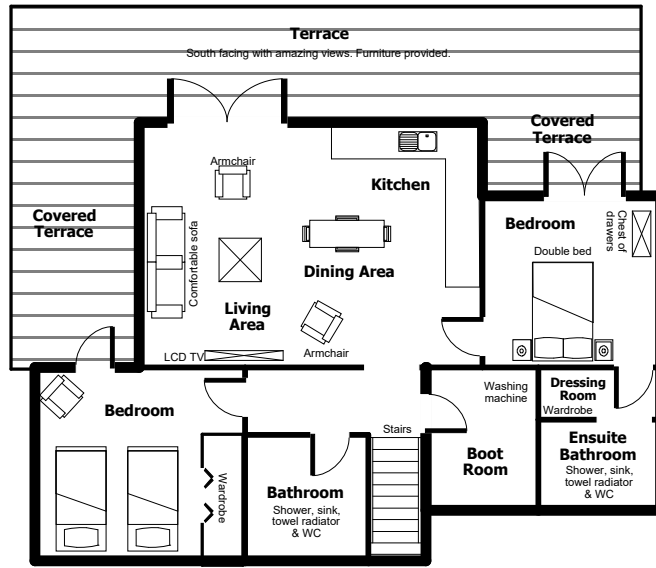 Terrace
South facing with amazing views. Furniture provided.
Covered
Terrace
Armchair
Kitchen
Covered
Terrace
Comfortable sofa
Dining Area
Living
Area
LCD TV
Armchair
Bedroom
Double bed
Chest of
drawers
Bedroom
Wardrobe
Stairs
Bathroom
Shower, sink,
towel radiator
& WC
Washing
machine
Boot
Room
Dressing
Room
Wardrobe
Ensuite
Bathroom
Shower, sink,
towel radiator
& WC